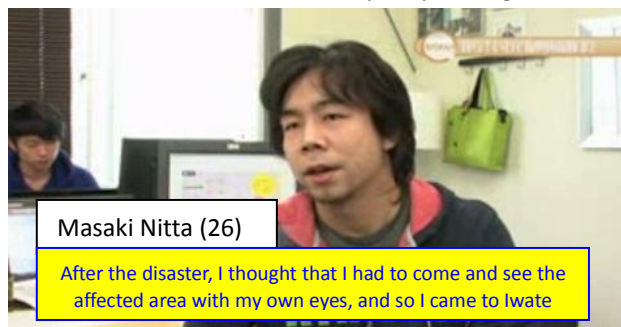 Masaki Nitta (26)
After the disaster, I thought that I had to come and see the
affected area with my own eyes, and so I came to Iwate